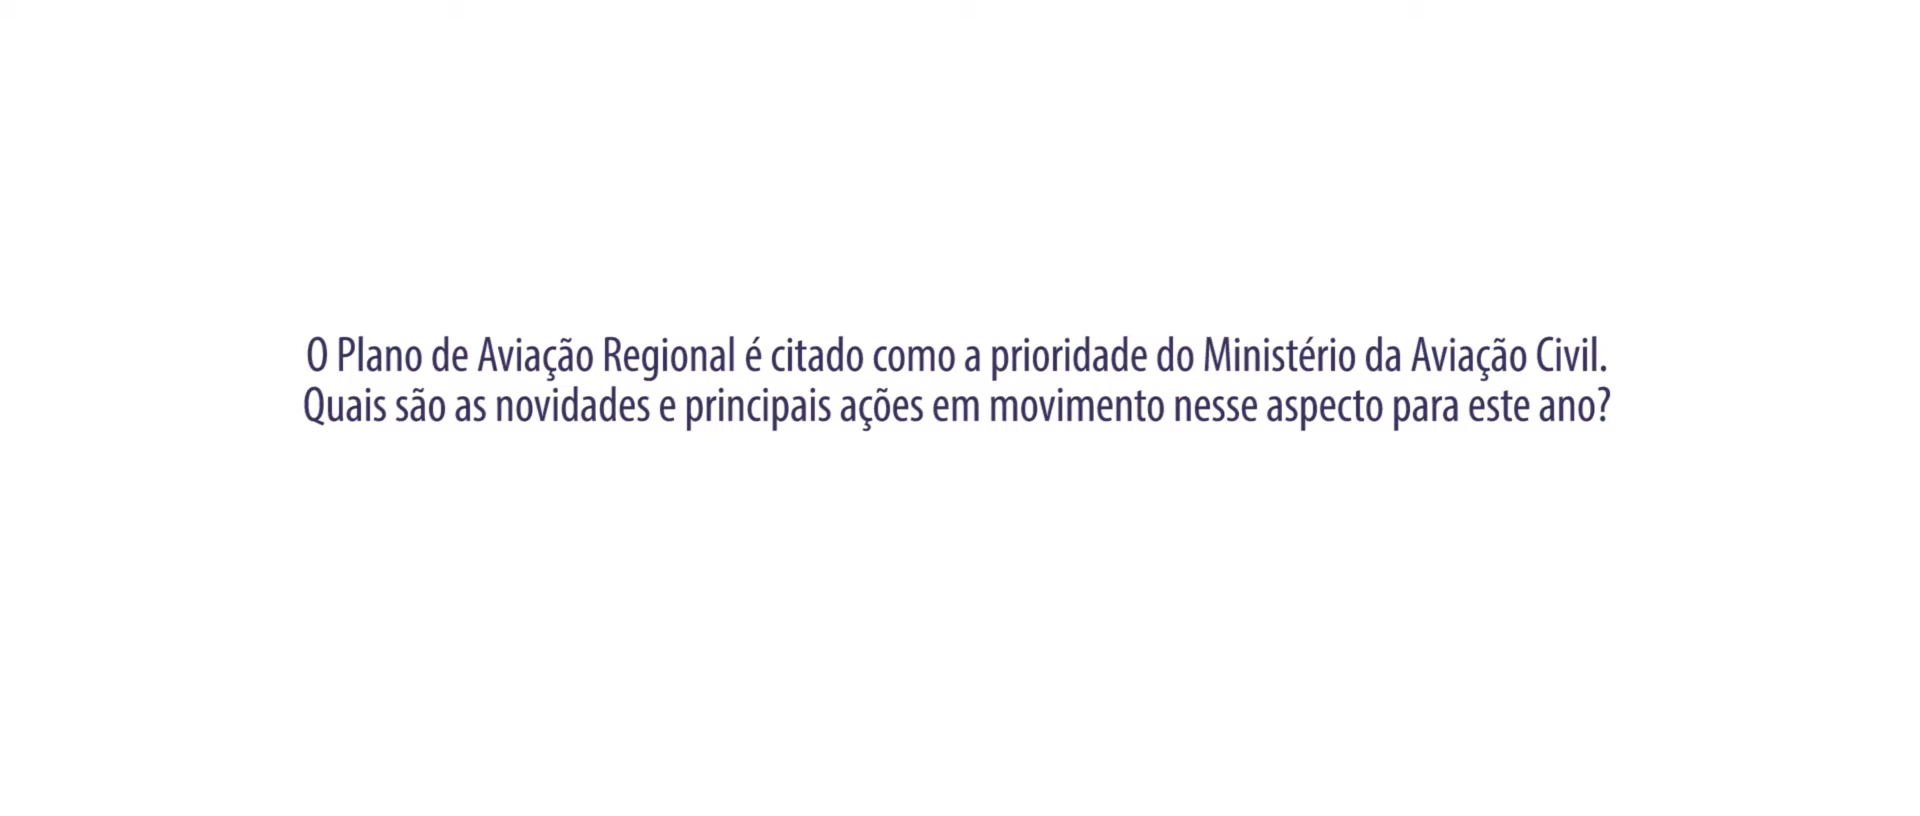 O Plano de Aviação Regional é citado como a prioridade do Ministério da Aviação Civil.
Quais são as novidades e principais ações em movimento nesse aspecto para este ano?